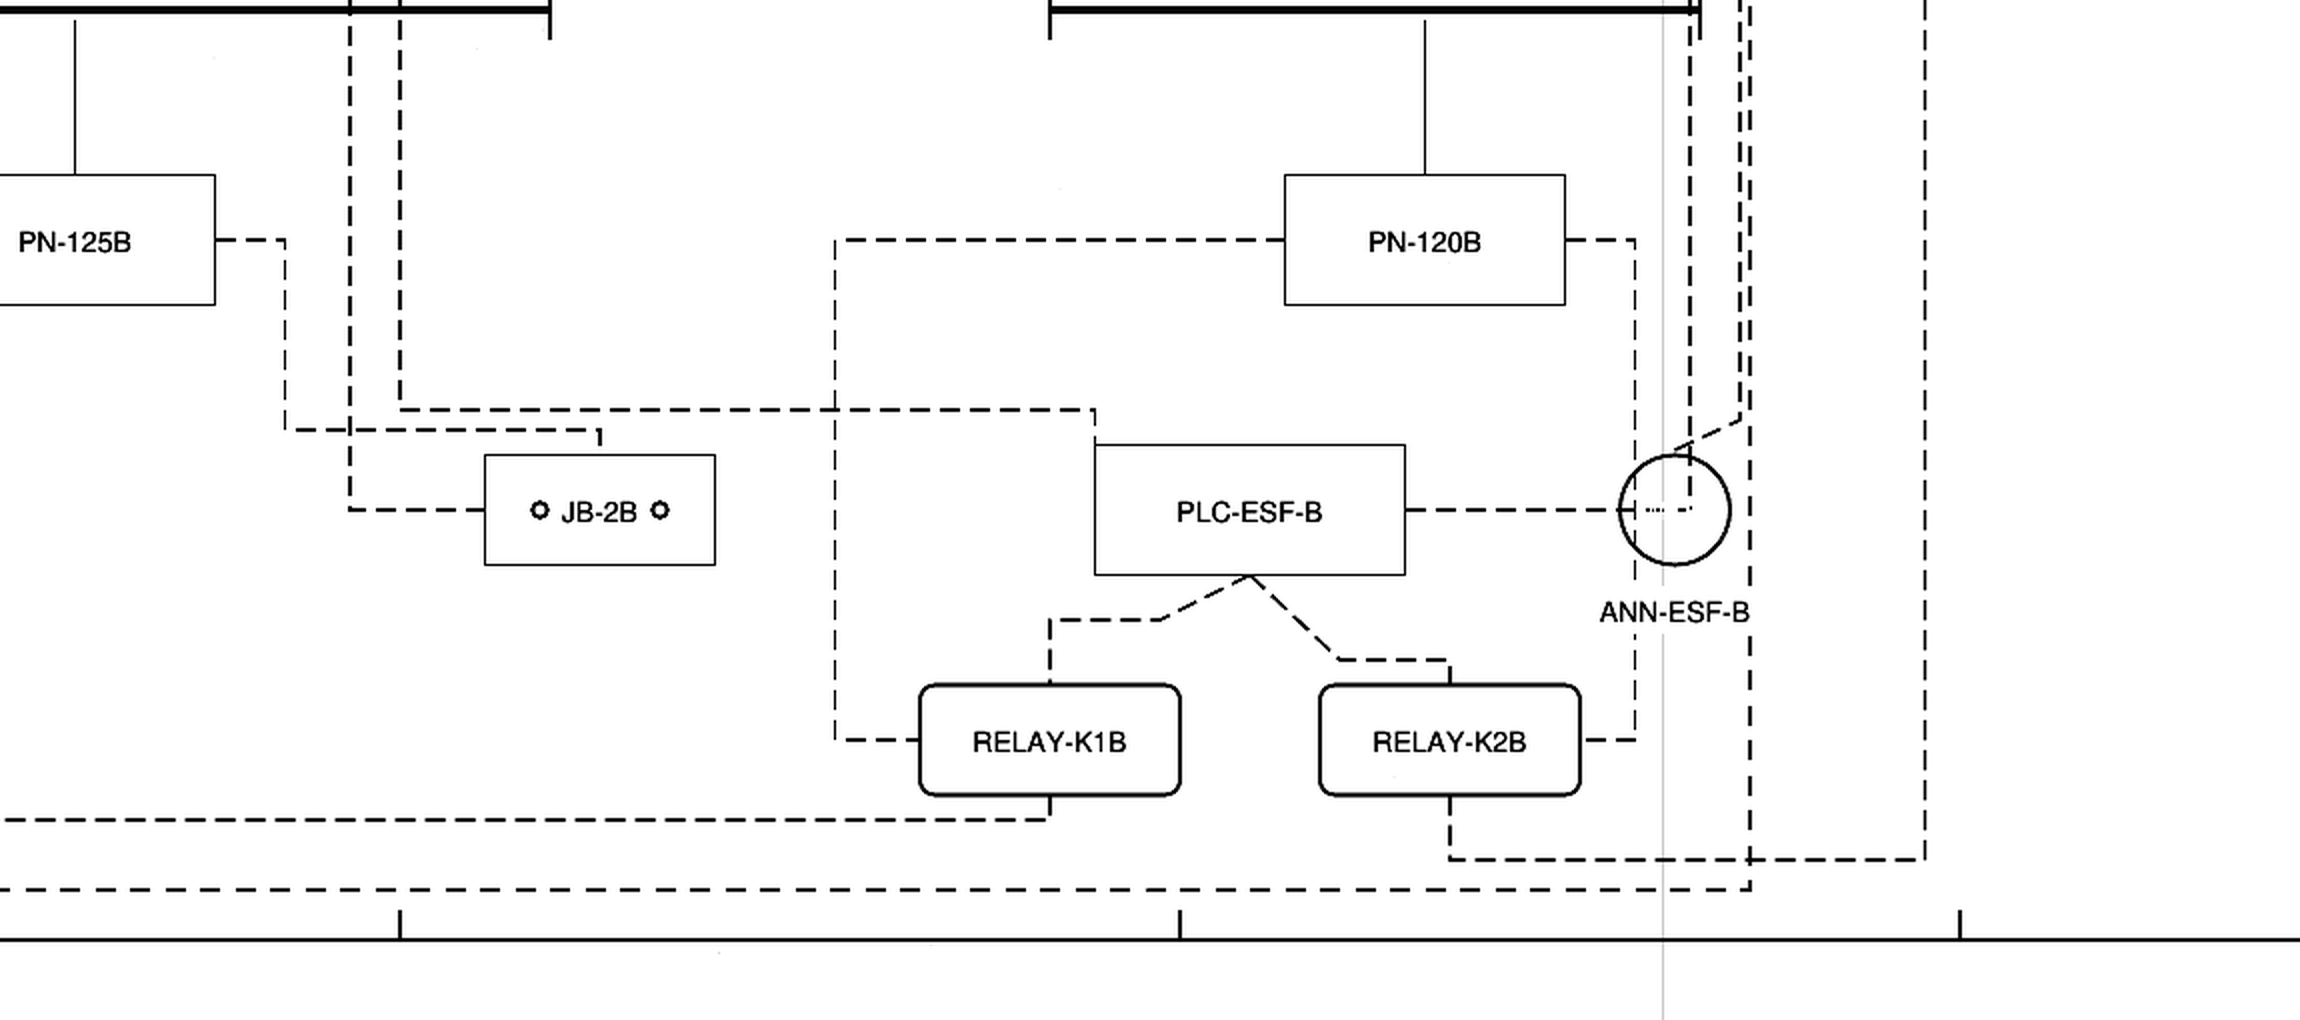 PN-125B
PN-120B
JB-2B
PLC-ESF-B
ANN-ESF-B
RELAY-K1B
RELAY-K2B